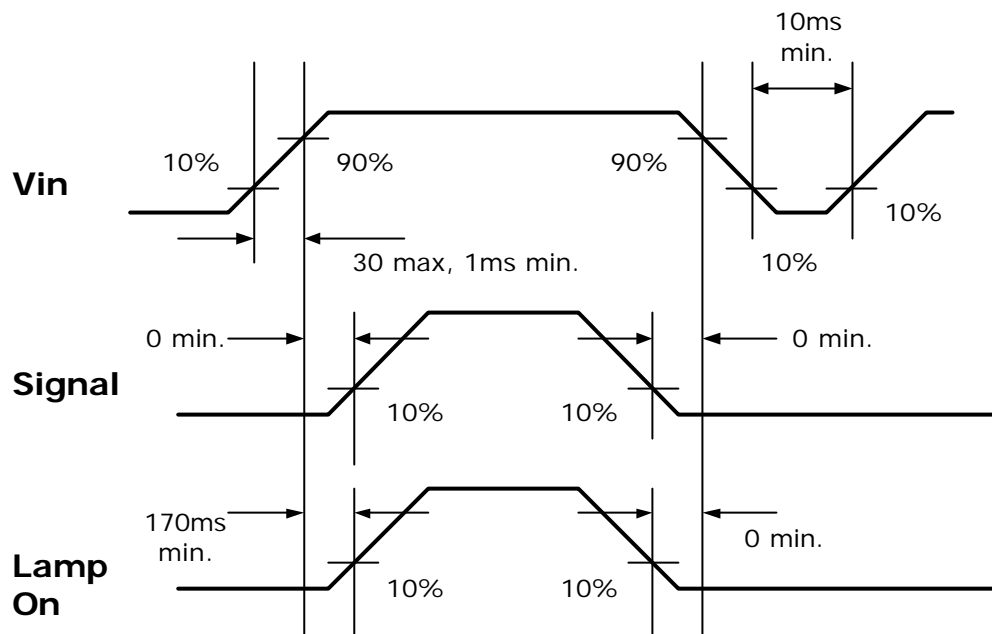 10ms
min.
10%
90%
90%
Vin
10%
30 max, 1ms min.
10%
0 min.
0 min.
Signal
10%
10%
170ms
min.
0 min.
Lamp
On
10%
10%